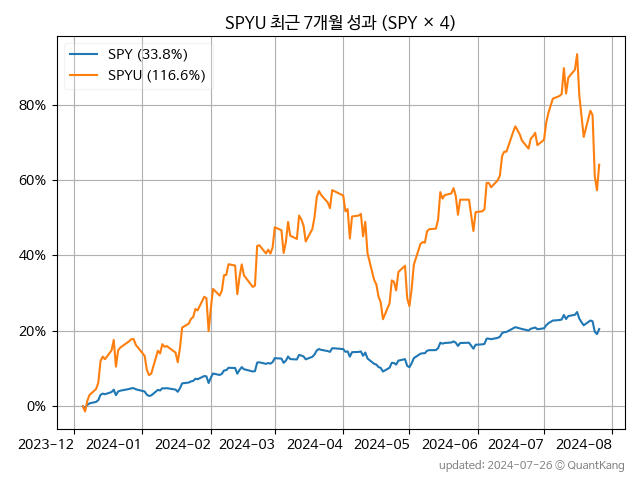 SPYU 최근 7개월 성과 (SPY × 4)
SPY (33.8%)
SPYU (116.6%)
80%
60%
40%
20%
0%
2023-12 2024-01 2024-02 2024-03 2024-04 2024-05 2024-06 2024-07 2024-08
updated: 2024-07-26 © QuantKang